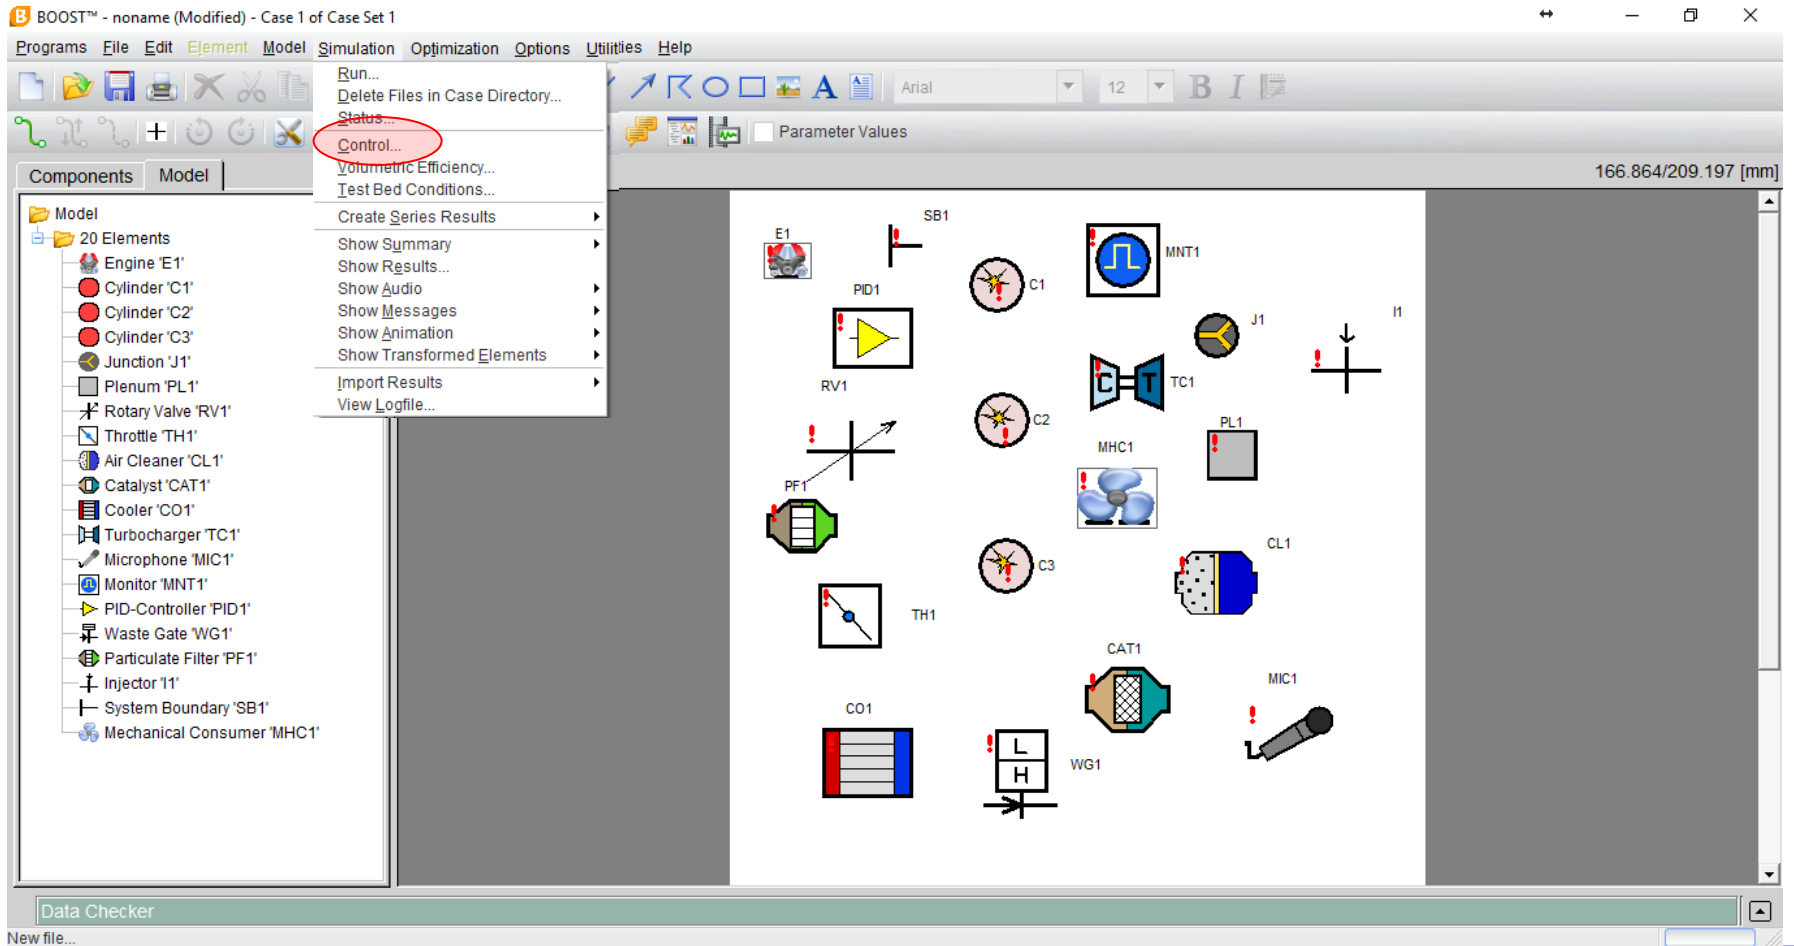 BOOST™ - noname (Modified) - Case 1 of Case Set 1
Programs File Edit Element Model Simulation Optimization Options Utilities Help
Run...
Delete Files in Case Directory...
Status...
Control...
Volumetric Efficiency...
Test Bed Conditions...
Create Series Results
Show Summary
Show Results...
Show Audio
Show Messages
Show Animation
Show Transformed Elements
Import Results
View Logfile...
A Arial 12 B I
Parameter Values
Components Model
166.864/209.197 [mm]
Model
20 Elements
Engine 'E1'
Cylinder 'C1'
Cylinder 'C2'
Cylinder 'C3'
Junction 'J1'
Plenum 'PL1'
Rotary Valve 'RV1'
Throttle 'TH1'
Air Cleaner 'CL1'
Catalyst 'CAT1'
Cooler 'CO1'
Turbocharger 'TC1'
Microphone 'MIC1'
Monitor 'MNT1'
PID-Controller 'PID1'
Waste Gate 'WG1'
Particulate Filter 'PF1'
Injector 'I1'
System Boundary 'SB1'
Mechanical Consumer 'MHC1'
SB1
E1
MNT1
C1
PID1
I1
J1
C T TC1
RV1
C2
PL1
MHC1
PF1
CL1
C3
TH1
CAT1
MIC1
CO1
L
WG1
H
Data Checker
New file...